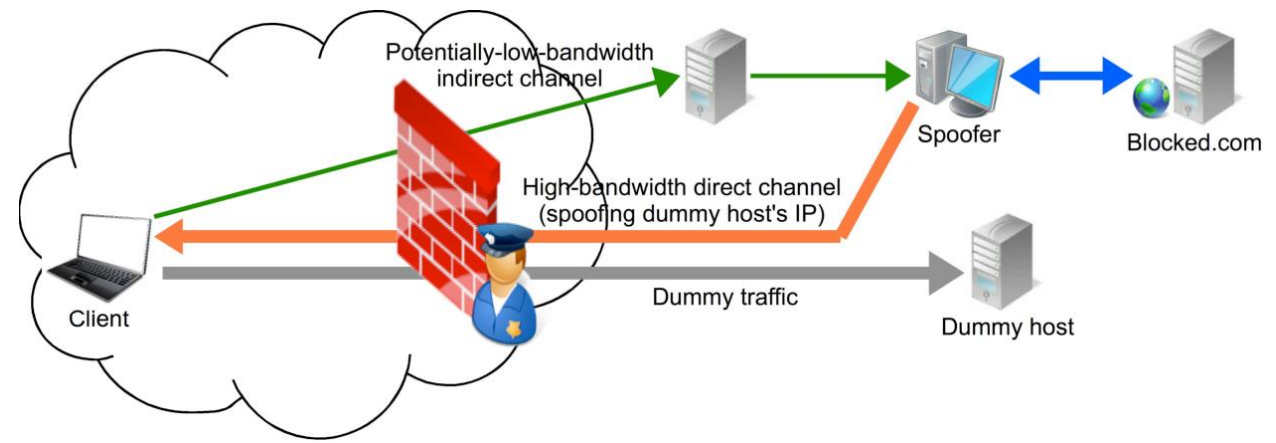 Potentially-low-bandwidth
indirect channel
Spoofer
Blocked.com
High-bandwidth direct channel
(spoofing dummy host's IP)
Client
Dummy traffic
Dummy host